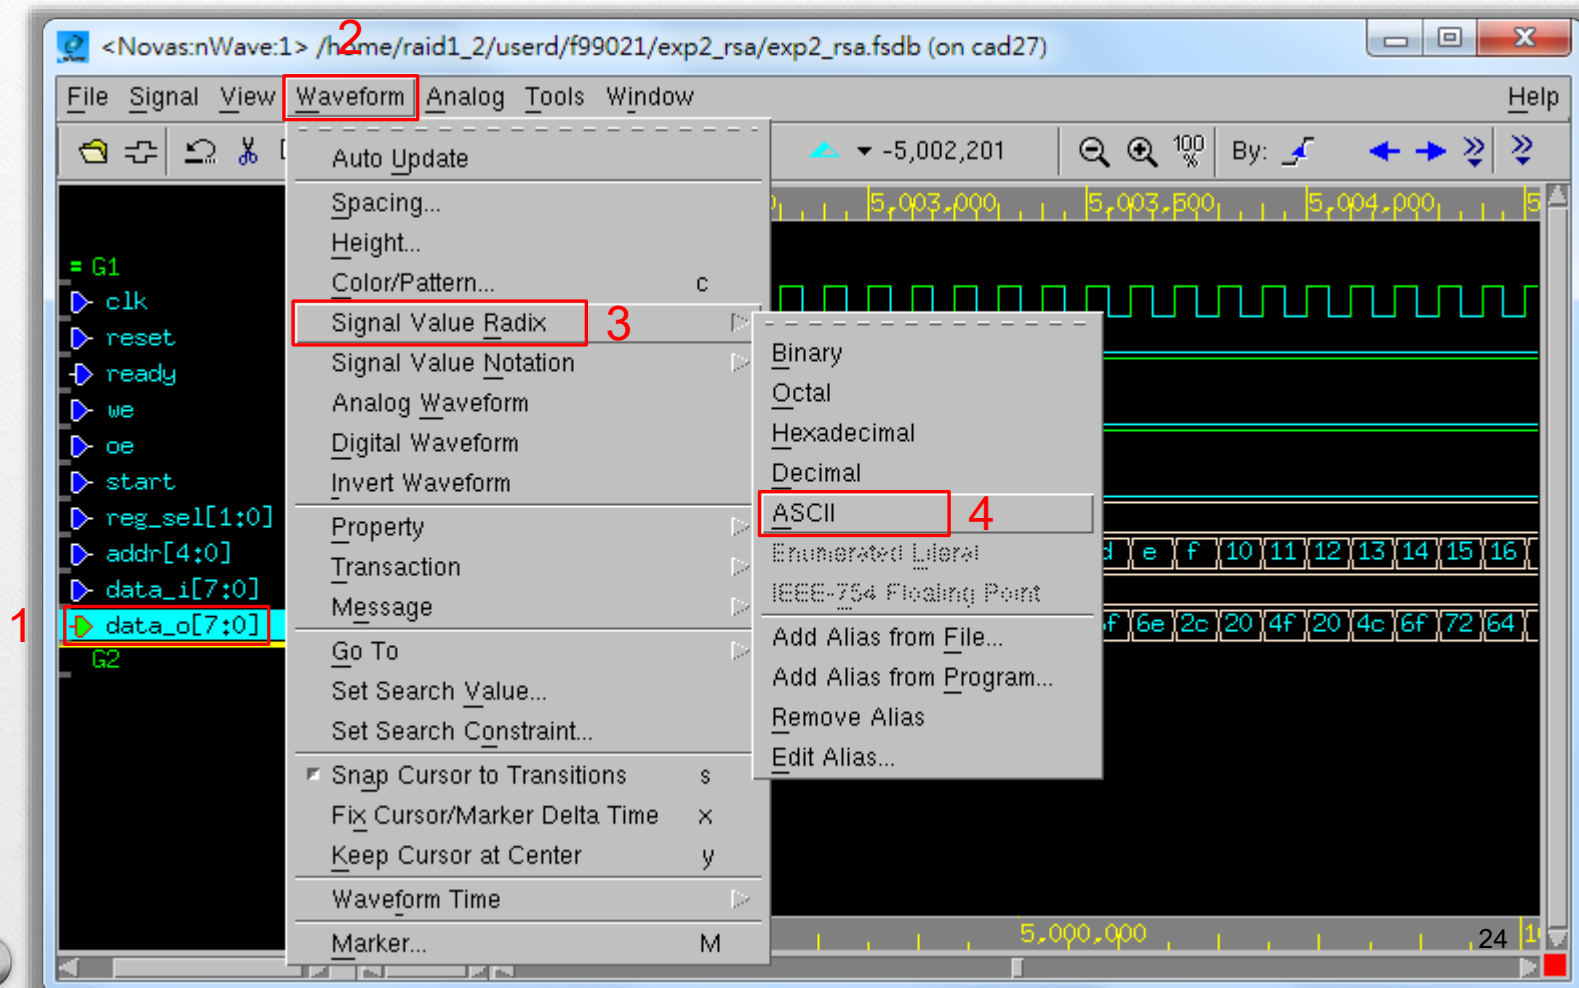 <Novas:nWave:1> /home/raid1_2/userd/f99021/exp2_rsa/exp2_rsa.fsdb (on cad27)
2
File Signal View Waveform Analog Tools Window Help
-5,002,201 100 % By:
Auto Update
Spacing...
Height...
Color/Pattern... c
Signal Value Radix 3
Signal Value Notation
Analog Waveform
Digital Waveform
Invert Waveform
Property
Transaction
Message
Go To
Set Search Value...
Set Search Constraint...
Snap Cursor to Transitions s
Fix Cursor/Marker Delta Time x
Keep Cursor at Center y
Waveform Time
Marker... M
Binary
Octal
Hexadecimal
Decimal
ASCII 4
Enumerated Literal
IEEE-754 Floating Point
Add Alias from File...
Add Alias from Program...
Remove Alias
Edit Alias...
5,003,000 5,003,500 5,004,000 5
= G1
clk
reset
ready
we
oe
start
reg_sel[1:0]
addr[4:0] e f 10 11 12 13 14 15 16
data_i[7:0]
1 data_o[7:0] 6e 2c 20 4f 20 4c 6f 72 64
G2
5,000,000 24